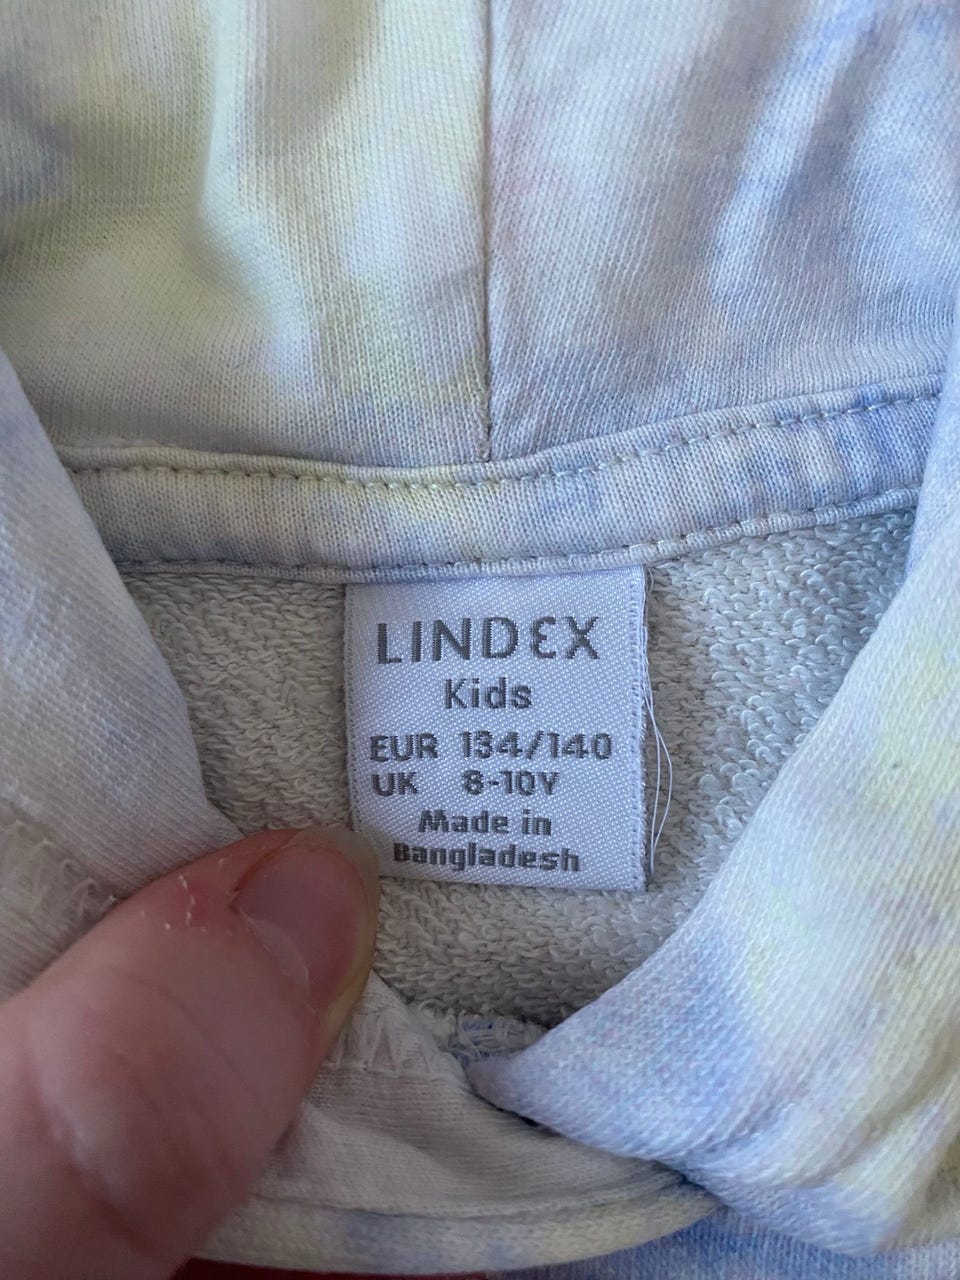 LINDEX
Kids
EUR 134/140
UK 8-10Y
Made in
Bangladesh